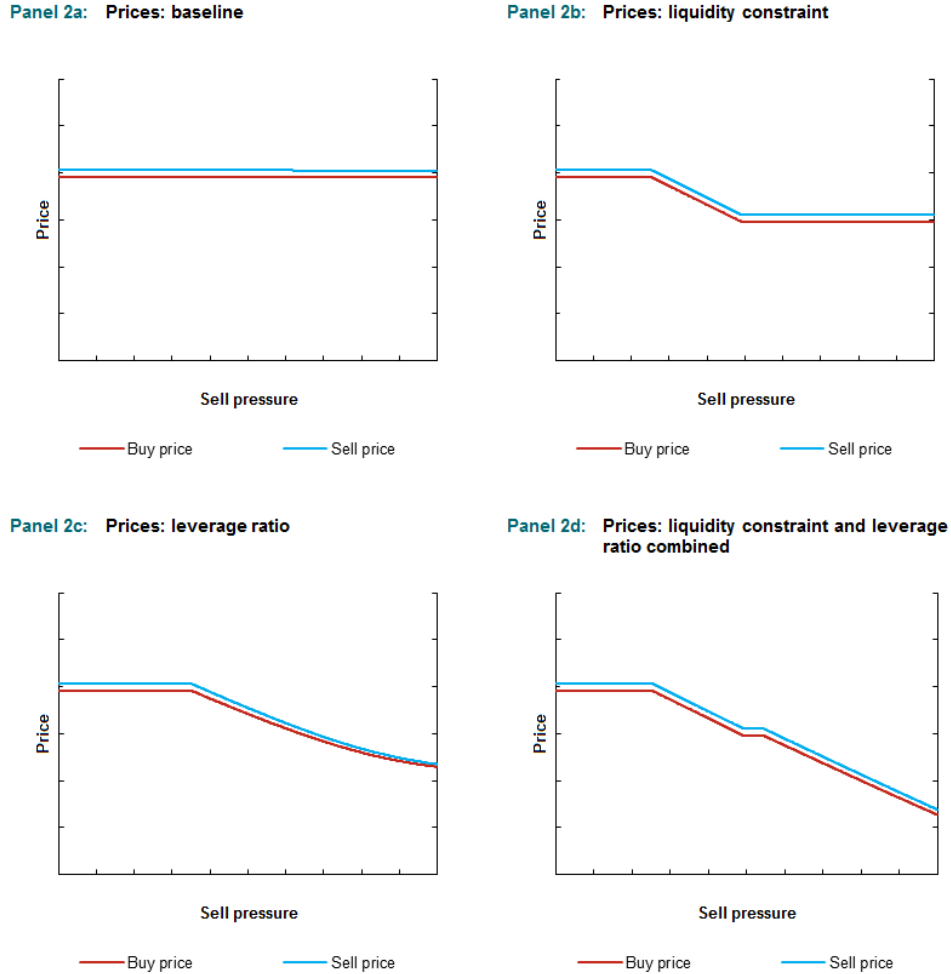 Panel 2a: Prices: baseline
Price
Sell pressure
Buy price
Sell price
Panel 2b: Prices: liquidity constraint
Price
Sell pressure
Buy price
Sell price
Panel 2c: Prices: leverage ratio
Price
Sell pressure
Buy price
Sell price
Panel 2d: Prices: liquidity constraint and leverage
ratio combined
Price
Sell pressure
Buy price
Sell price